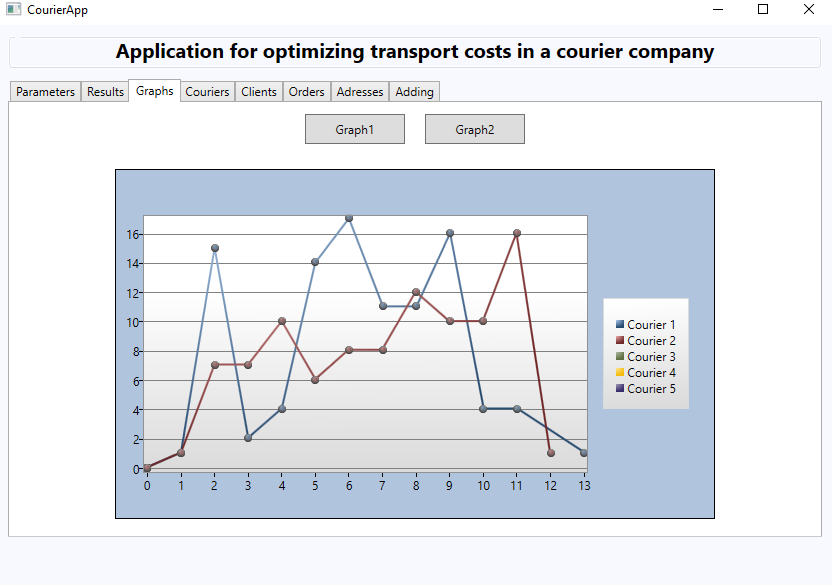 CourierApp
Application for optimizing transport costs in a courier company
Parameters Results Graphs Couriers Clients Orders Adresses Adding
Graph1 Graph2
16
14
12
10
8
6
4
2
0
0 1 2 3 4 5 6 7 8 9 10 11 12 13
Courier 1
Courier 2
Courier 3
Courier 4
Courier 5